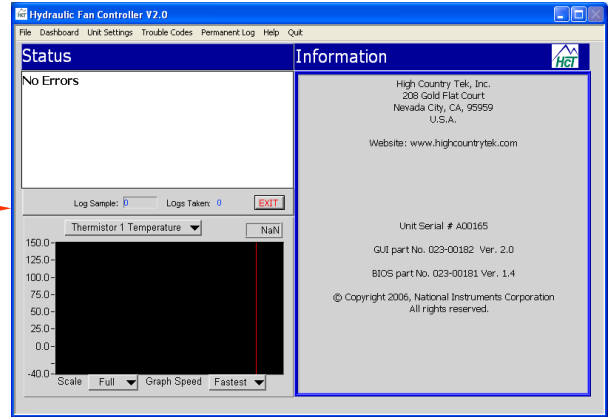 Hydraulic Fan Controller V2.0
File Dashboard Unit Settings Trouble Codes Permanent Log Help Quit
Status
Information
HCT
No Errors
High Country Tek, Inc.
208 Gold Flat Court
Nevada City, CA, 95959
U.S.A.
Website: www.highcountrytek.com
Log Sample: 0 Logs Taken: 0 EXIT
Thermistor 1 Temperature NaN
150.0
125.0
100.0
75.0
50.0
25.0
0.0
-40.0
Scale Full Graph Speed Fastest
Unit Serial # A00165
GUI part No. 023-00182 Ver. 2.0
BIOS part No. 023-00181 Ver. 1.4
© Copyright 2006, National Instruments Corporation
All rights reserved.